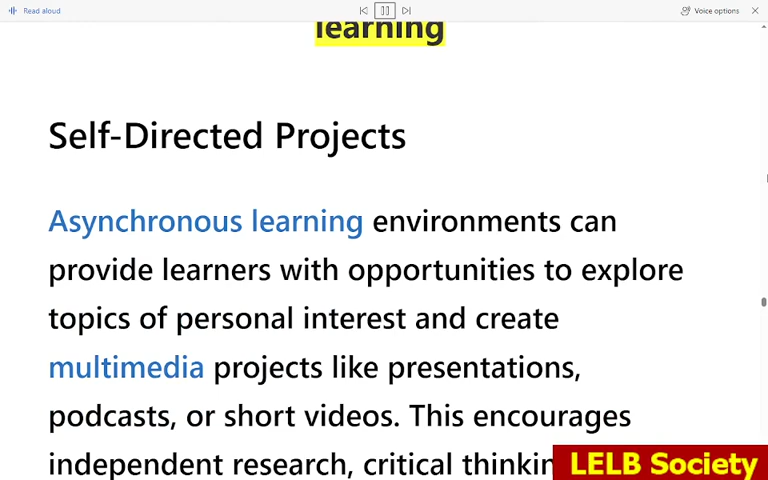 Read aloud
Voice options
learning
Self-Directed Projects
Asynchronous learning environments can
provide learners with opportunities to explore
topics of personal interest and create
multimedia projects like presentations,
podcasts, or short videos. This encourages
independent research, critical thinkin
LELB Society